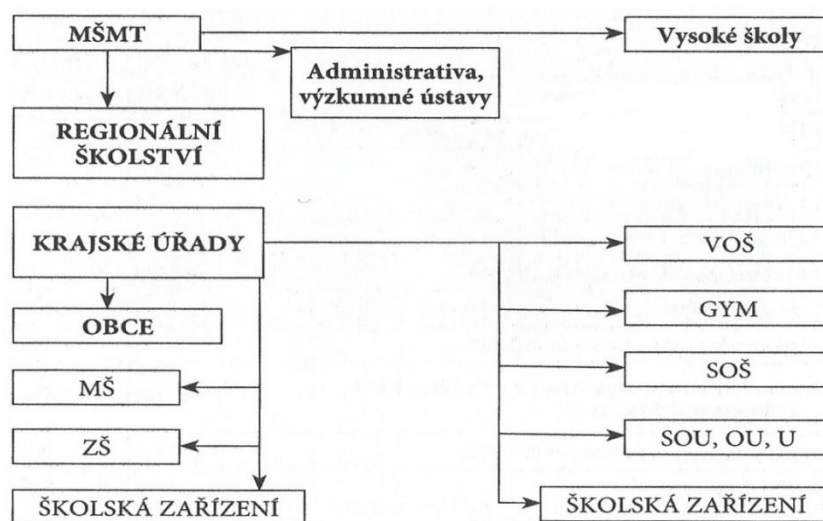 MŠMT
Vysoké školy
Administrativa,
výzkumné ústavy
REGIONÁLNÍ
ŠKOLSTVÍ
KRAJSKÉ ÚŘADY
VOŠ
GYM
OBCE
SOŠ
MŠ
SOU, OU, U
ZŠ
ŠKOLSKÁ ZAŘÍZENÍ
ŠKOLSKÁ ZAŘÍZENÍ